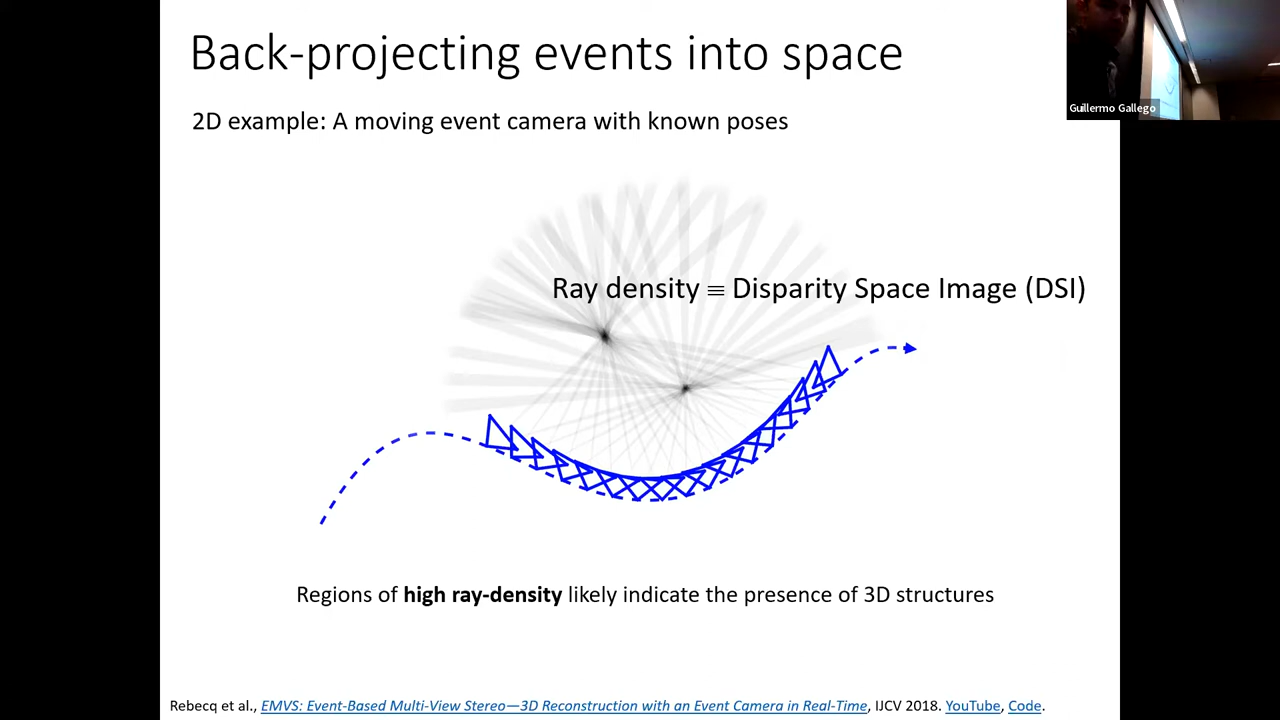 Back-projecting events into space
Guillermo Gallego
2D example: A moving event camera with known poses
Ray density ≡ Disparity Space Image (DSI)
Regions of high ray-density likely indicate the presence of 3D structures
Rebecq et al., EMVS: Event-Based Multi-View Stereo—3D Reconstruction with an Event Camera in Real-Time, IJCV 2018. YouTube, Code.